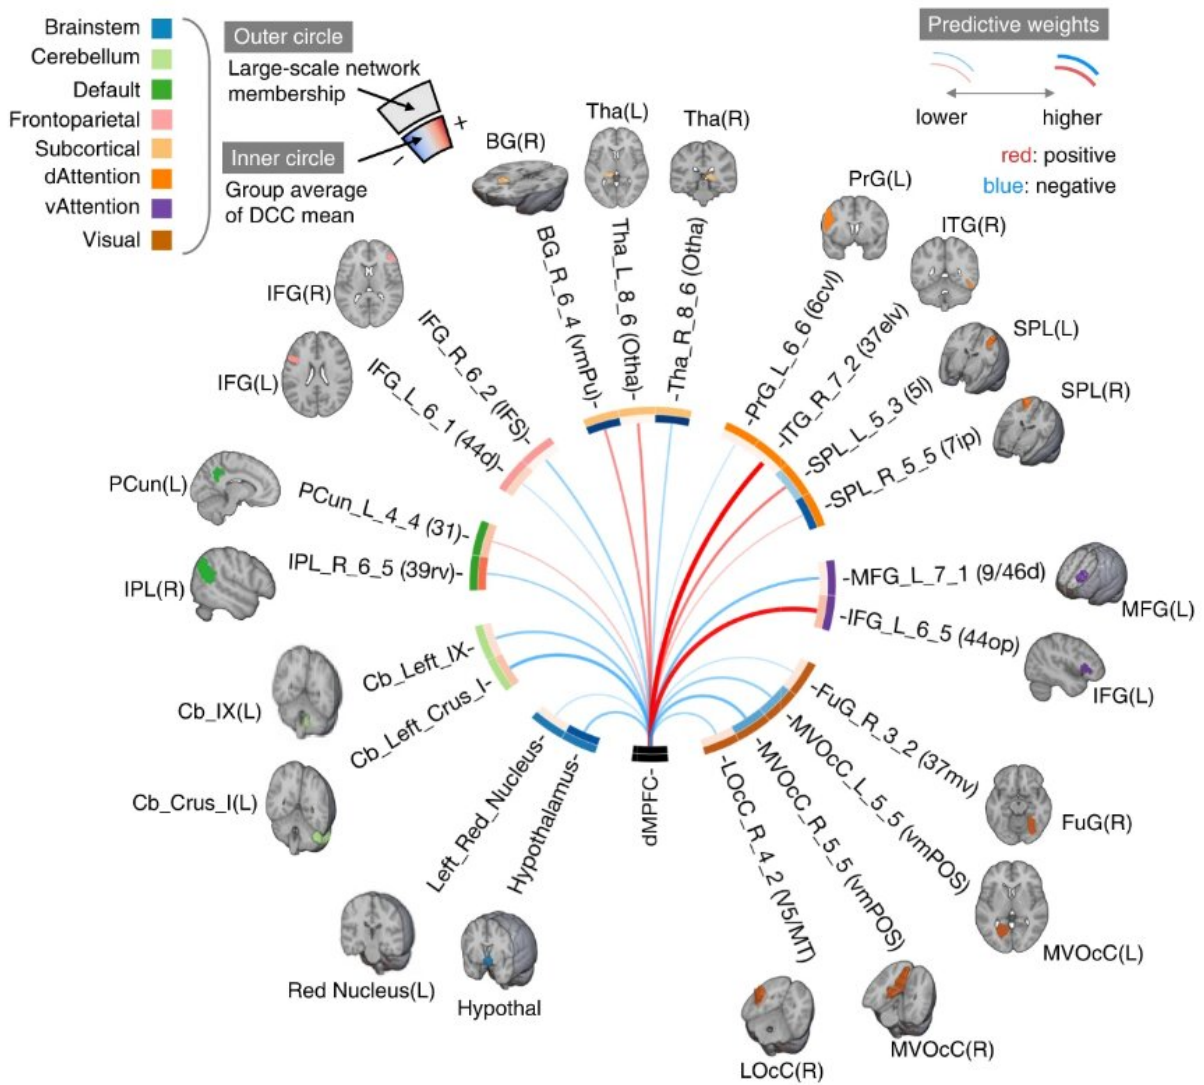 Brainstem
Cerebellum
Default
Frontoparietal
Subcortical
dAttention
vAttention
Visual
Outer circle
Large-scale network
membership
Inner circle
Group average
of DCC mean
+
-
Predictive weights
lower
higher
red: positive
blue: negative
BG(R)
Tha(L)
Tha(R)
PrG(L)
ITG(R)
SPL(L)
SPL(R)
IFG(R)
IFG(L)
PCun(L)
IPL(R)
Cb_IX(L)
Cb_Crus_I(L)
Red Nucleus(L)
Hypothal
LOcC(R)
MVOcC(R)
MVOcC(L)
FuG(R)
IFG(L)
MFG(L)
BG_R_6_4 (vmPu)-
Tha_L_8_6 (Otha)-
-Tha_R_8_6 (Otha)
-PrG_L_6_6 (6cvl)
-ITG_R_7_2 (37elv)
-SPL_L_5_3 (5l)
-SPL_R_5_5 (7ip)
-MFG_L_7_1 (9/46d)
-IFG_L_6_5 (44op)
-FuG_R_3_2 (37mv)
-MVOcC_L_5_5 (vmPOS)
-MVOcC_R_5_5 (vmPOS)
-LOcC_R_4_2 (V5/MT)
dMPFC-
Hypothalamus-
Left_Red_Nucleus-
Cb_Left_Crus_I-
Cb_Left_IX-
IPL_R_6_5 (39rv)-
PCun_L_4_4 (31)-
IFG_L_6_1 (44d)-
IFG_R_6_2 (IFS)-